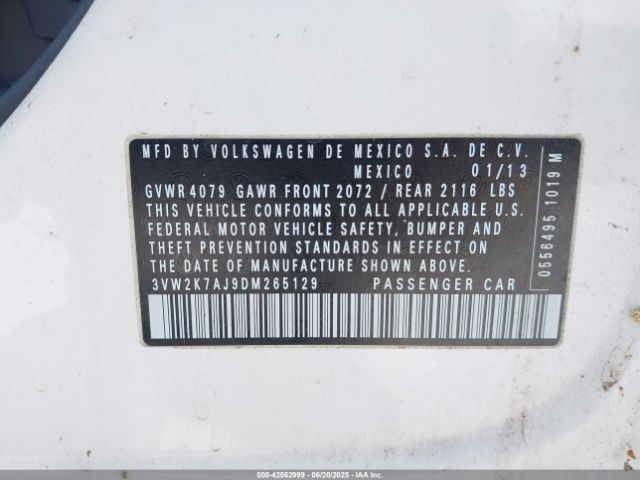 MFD BY VOLKSWAGEN DE MEXICO S.A. DE C.V.
MEXICO 01/13
GVWR 4079 GAWR FRONT 2072 / REAR 2116 LBS
THIS VEHICLE CONFORMS TO ALL APPLICABLE U.S.
FEDERAL MOTOR VEHICLE SAFETY, BUMPER AND
THEFT PREVENTION STANDARDS IN EFFECT ON
THE DATE OF MANUFACTURE SHOWN ABOVE.
3VW2K7AJ9DM265129 PASSENGER CAR
0556495 1019 M
000-42562999 - 06/20/2025 - IAAI.COM